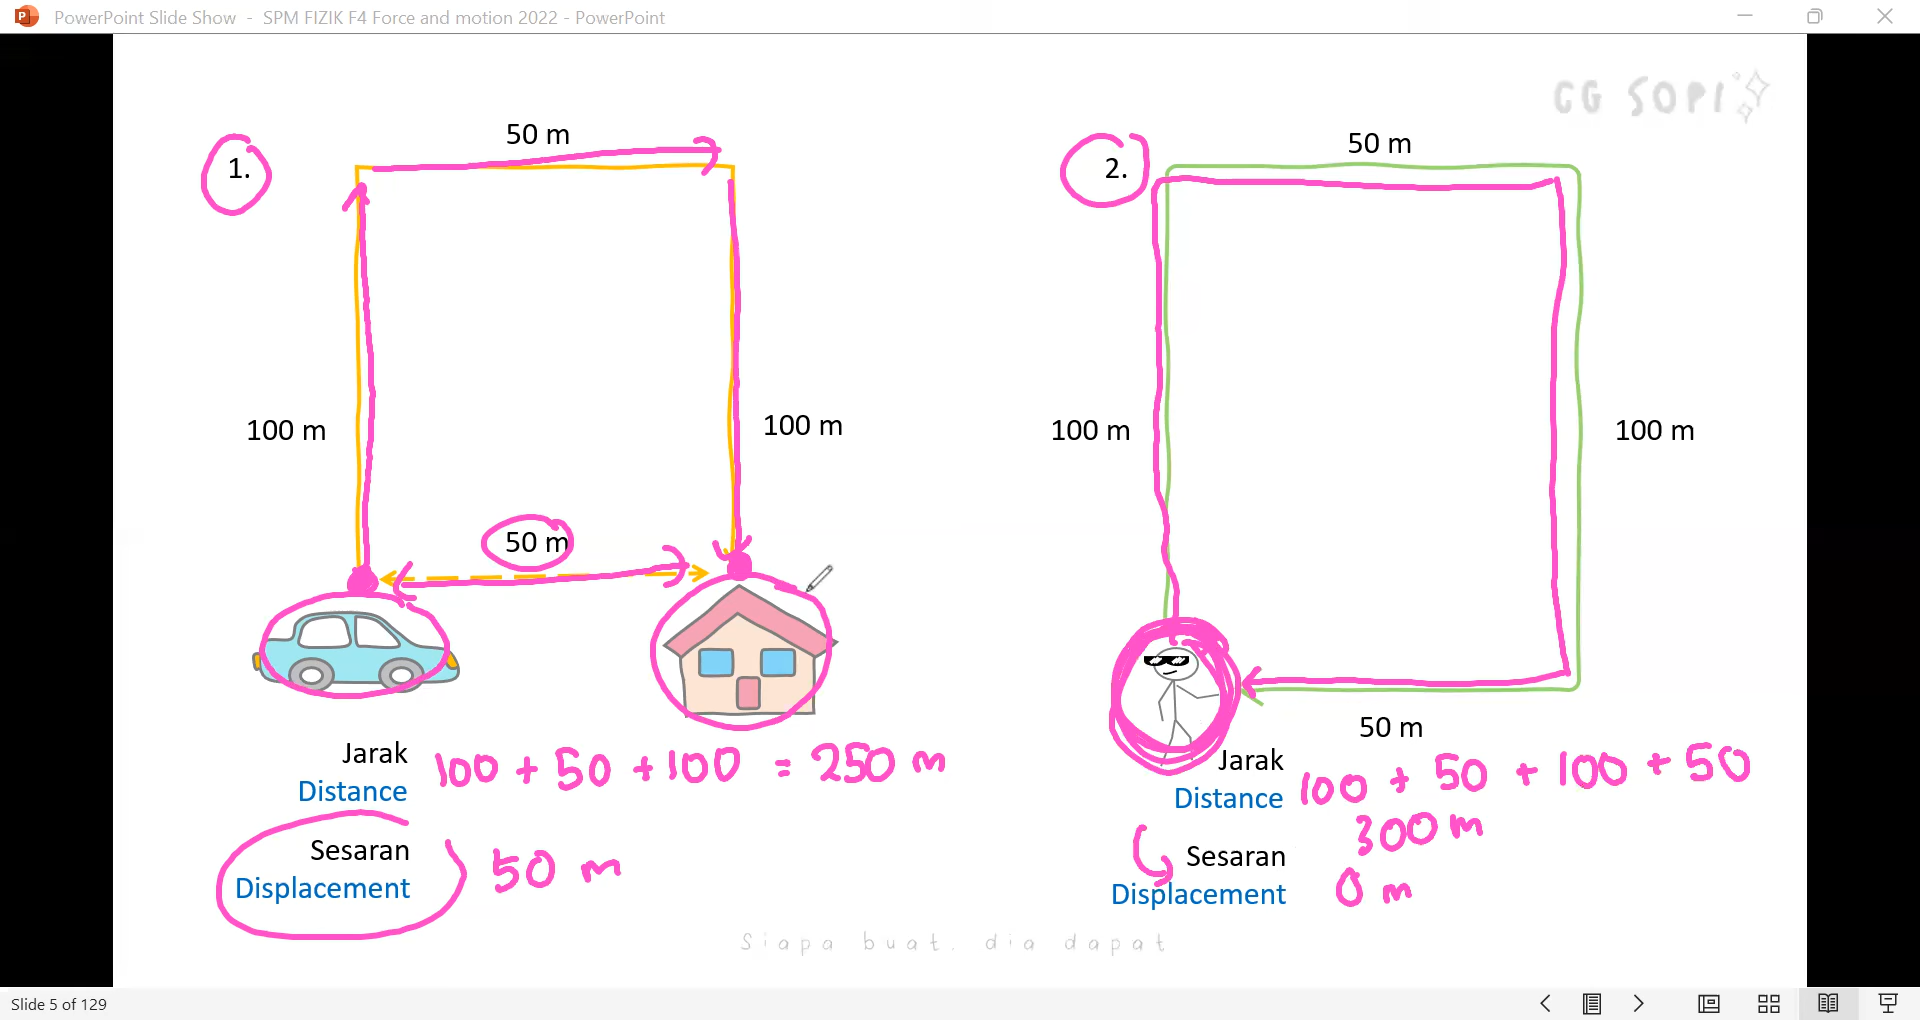 PowerPoint Slide Show - SPM FIZIK F4 Force and motion 2022 - PowerPoint
CG SOPI
1.
50 m
100 m
100 m
50 m
Jarak 100 + 50 + 100 = 250 m
Distance
Sesaran
Displacement
50 m
2.
50 m
100 m
100 m
50 m
Jarak
Distance
100 + 50 + 100 + 50
300 m
Sesaran
Displacement
0 m
Siapa buat. dia dapat
Slide 5 of 129